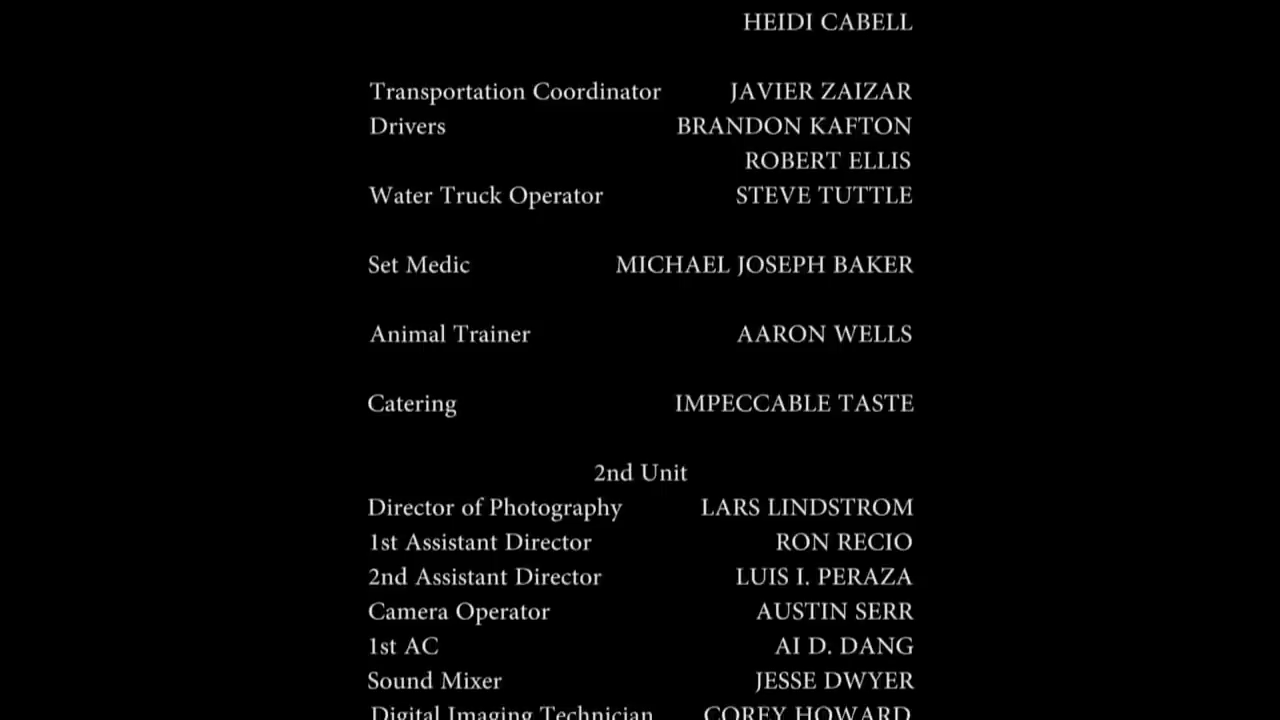 HEIDI CABELL
Transportation Coordinator JAVIER ZAIZAR
Drivers BRANDON KAFTON
ROBERT ELLIS
Water Truck Operator STEVE TUTTLE
Set Medic MICHAEL JOSEPH BAKER
Animal Trainer AARON WELLS
Catering IMPECCABLE TASTE
2nd Unit
Director of Photography LARS LINDSTROM
1st Assistant Director RON RECIO
2nd Assistant Director LUIS I. PERAZA
Camera Operator AUSTIN SERR
1st AC AI D. DANG
Sound Mixer JESSE DWYER
Digital Imaging Technician COREY HOWARD